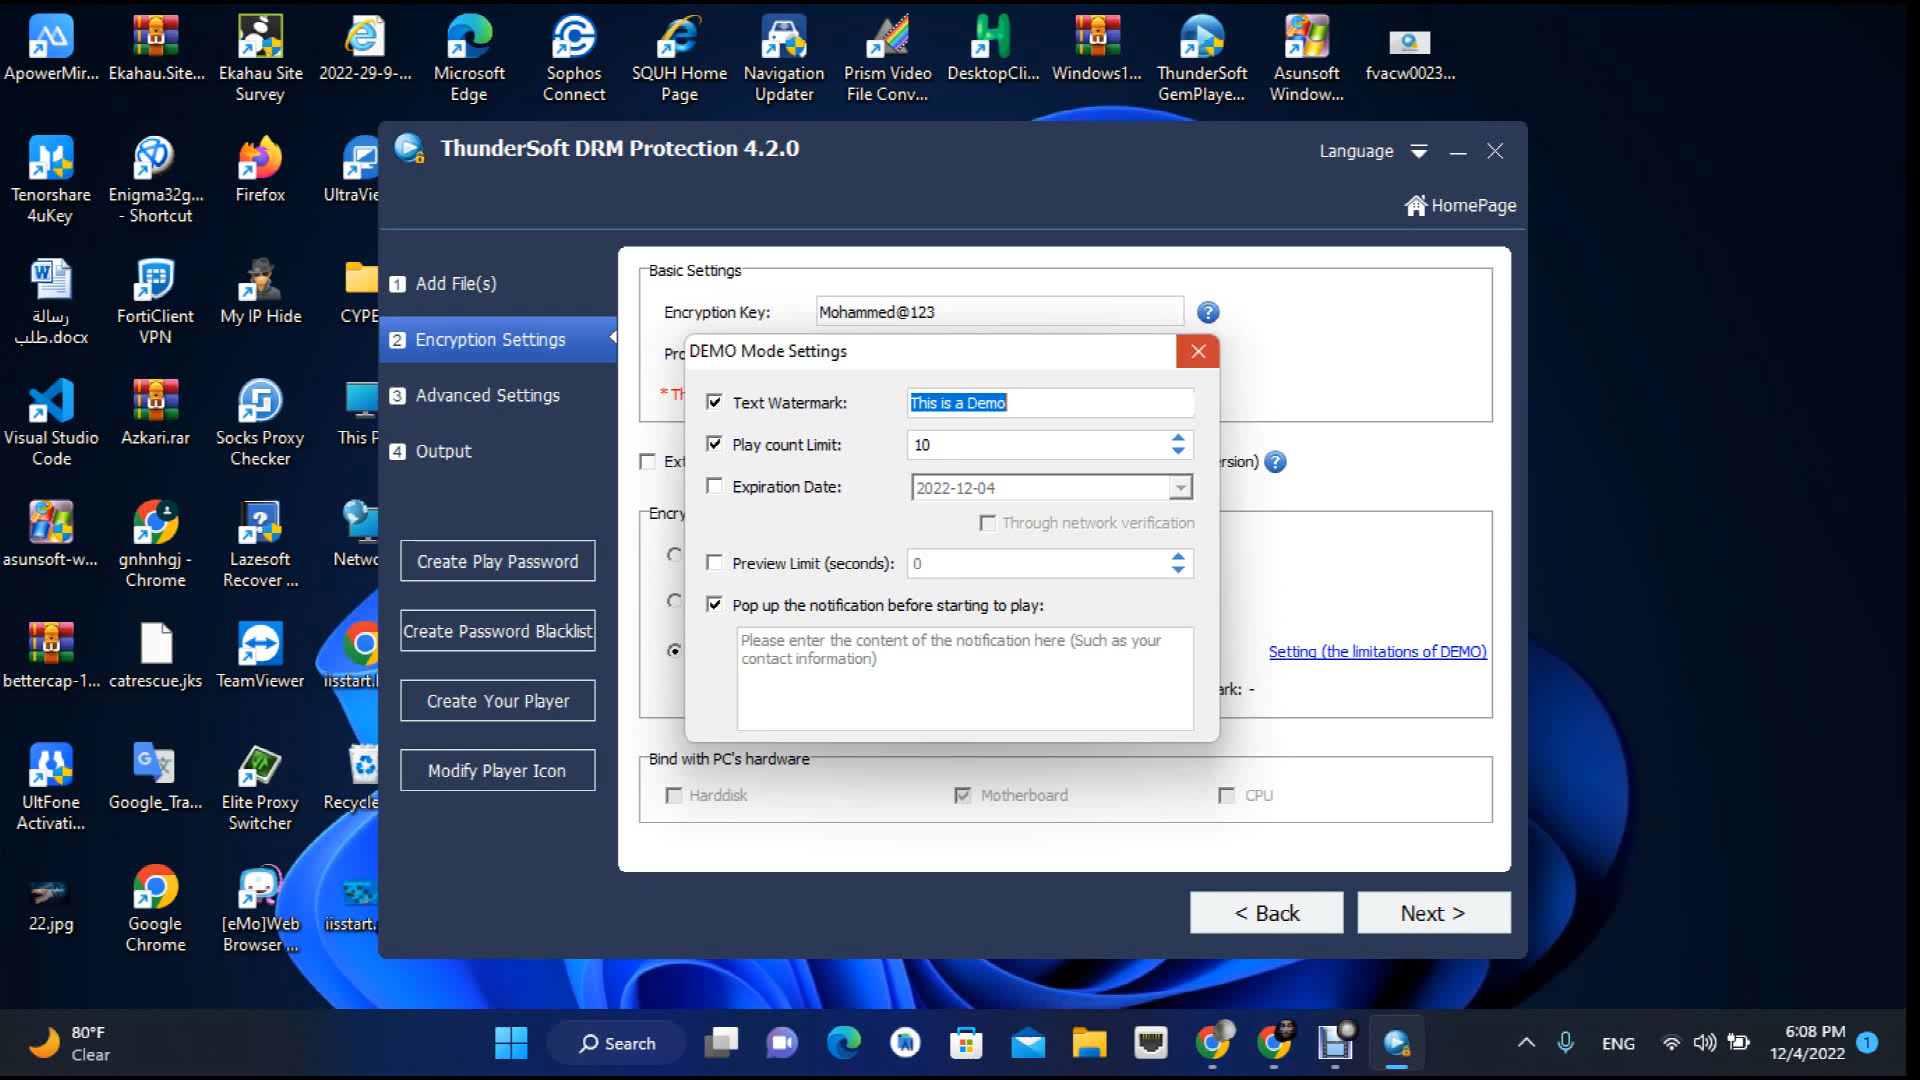 ApowerMir...
Ekahau.Site...
Ekahau Site
Survey
2022-29-9-...
Microsoft
Edge
Sophos
Connect
SQUH Home
Page
Navigation
Updater
Prism Video
File Conv...
DesktopCli...
Windows1...
ThunderSoft
GemPlaye...
Asunsoft
Window...
fvacw0023...
Tenorshare
4uKey
Enigma32g...
- Shortcut
Firefox
UltraVie
رسالة
طلب.docx
FortiClient
VPN
My IP Hide
CYPE
Visual Studio
Code
Azkari.rar
Socks Proxy
Checker
This P
asunsoft-w...
gnhnhgj -
Chrome
Lazesoft
Recover ...
Netwo
bettercap-1...
catrescue.jks
TeamViewer
iisstart.
UltFone
Activati...
Google_Tra...
Elite Proxy
Switcher
Recycle
22.jpg
Google
Chrome
[eMo]Web
Browser ...
iisstart.
ThunderSoft DRM Protection 4.2.0
Language
HomePage
1 Add File(s)
2 Encryption Settings
3 Advanced Settings
4 Output
Create Play Password
Create Password Blacklist
Create Your Player
Modify Player Icon
Basic Settings
Encryption Key: Mohammed@123 ?
Pro
* Th
Ext
rsion) ?
Encry
Setting (the limitations of DEMO)
ark: -
DEMO Mode Settings
Text Watermark: This is a Demo
Play count Limit: 10
Expiration Date: 2022-12-04
Through network verification
Preview Limit (seconds): 0
Pop up the notification before starting to play:
Please enter the content of the notification here (Such as your
contact information)
Bind with PC's hardware
Harddisk Motherboard CPU
< Back Next >
80°F
Clear
Search
ENG
6:08 PM
12/4/2022
1